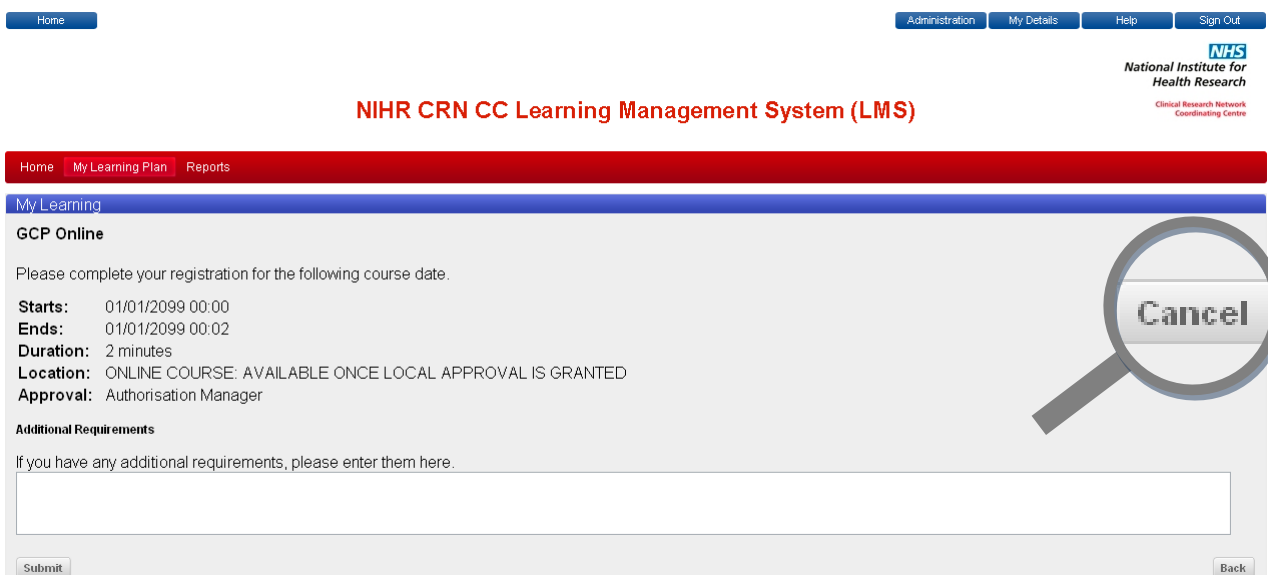 Home Administration My Details Help Sign Out
NHS
National Institute for
Health Research
Clinical Research Network
Coordinating Centre
NIHR CRN CC Learning Management System (LMS)
Home My Learning Plan Reports
My Learning
GCP Online
Please complete your registration for the following course date.
Starts: 01/01/2099 00:00
Ends: 01/01/2099 00:02
Duration: 2 minutes
Location: ONLINE COURSE: AVAILABLE ONCE LOCAL APPROVAL IS GRANTED
Approval: Authorisation Manager
Cancel
Additional Requirements
If you have any additional requirements, please enter them here.
Submit Back